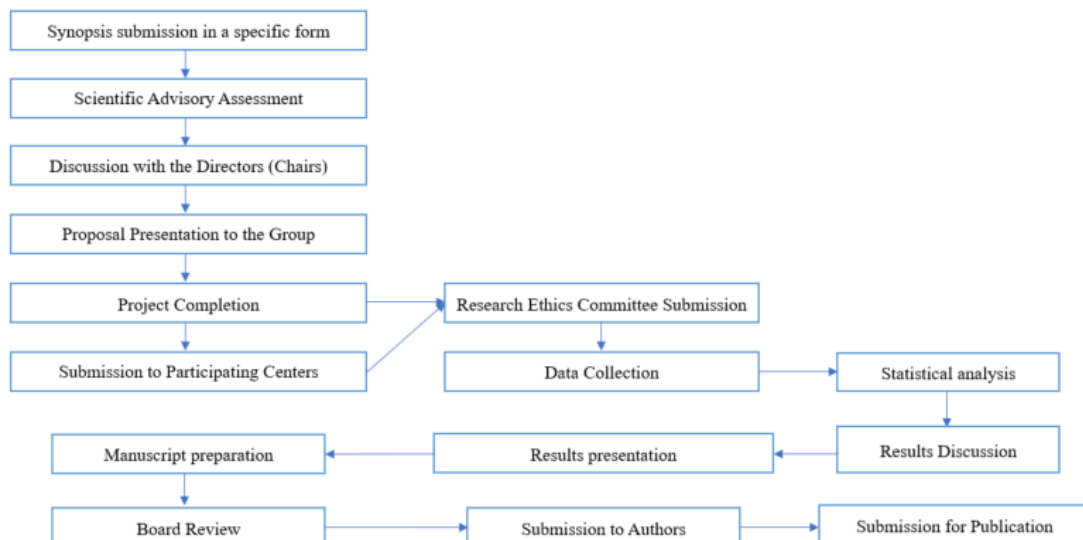 Synopsis submission in a specific form
Scientific Advisory Assessment
Discussion with the Directors (Chairs)
Proposal Presentation to the Group
Project Completion
Research Ethics Committee Submission
Submission to Participating Centers
Data Collection
Statistical analysis
Results Discussion
Results presentation
Manuscript preparation
Board Review
Submission to Authors
Submission for Publication